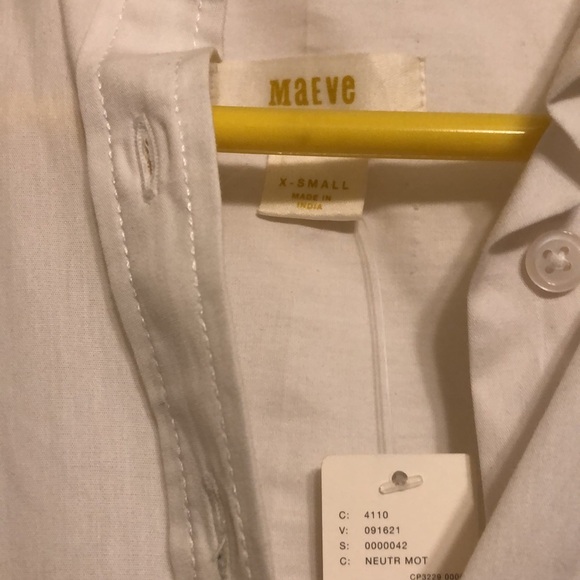 MaEve
X-SMALL
MADE IN
INDIA
C: 4110
V: 091621
S: 0000042
C: NEUTR MOT